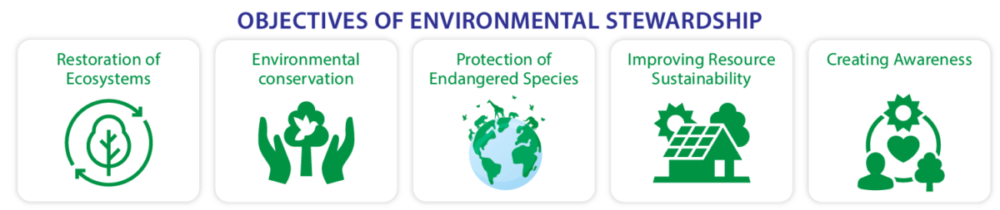 OBJECTIVES OF ENVIRONMENTAL STEWARDSHIP
Restoration of
Ecosystems
Environmental
conservation
Protection of
Endangered Species
Improving Resource
Sustainability
Creating Awareness